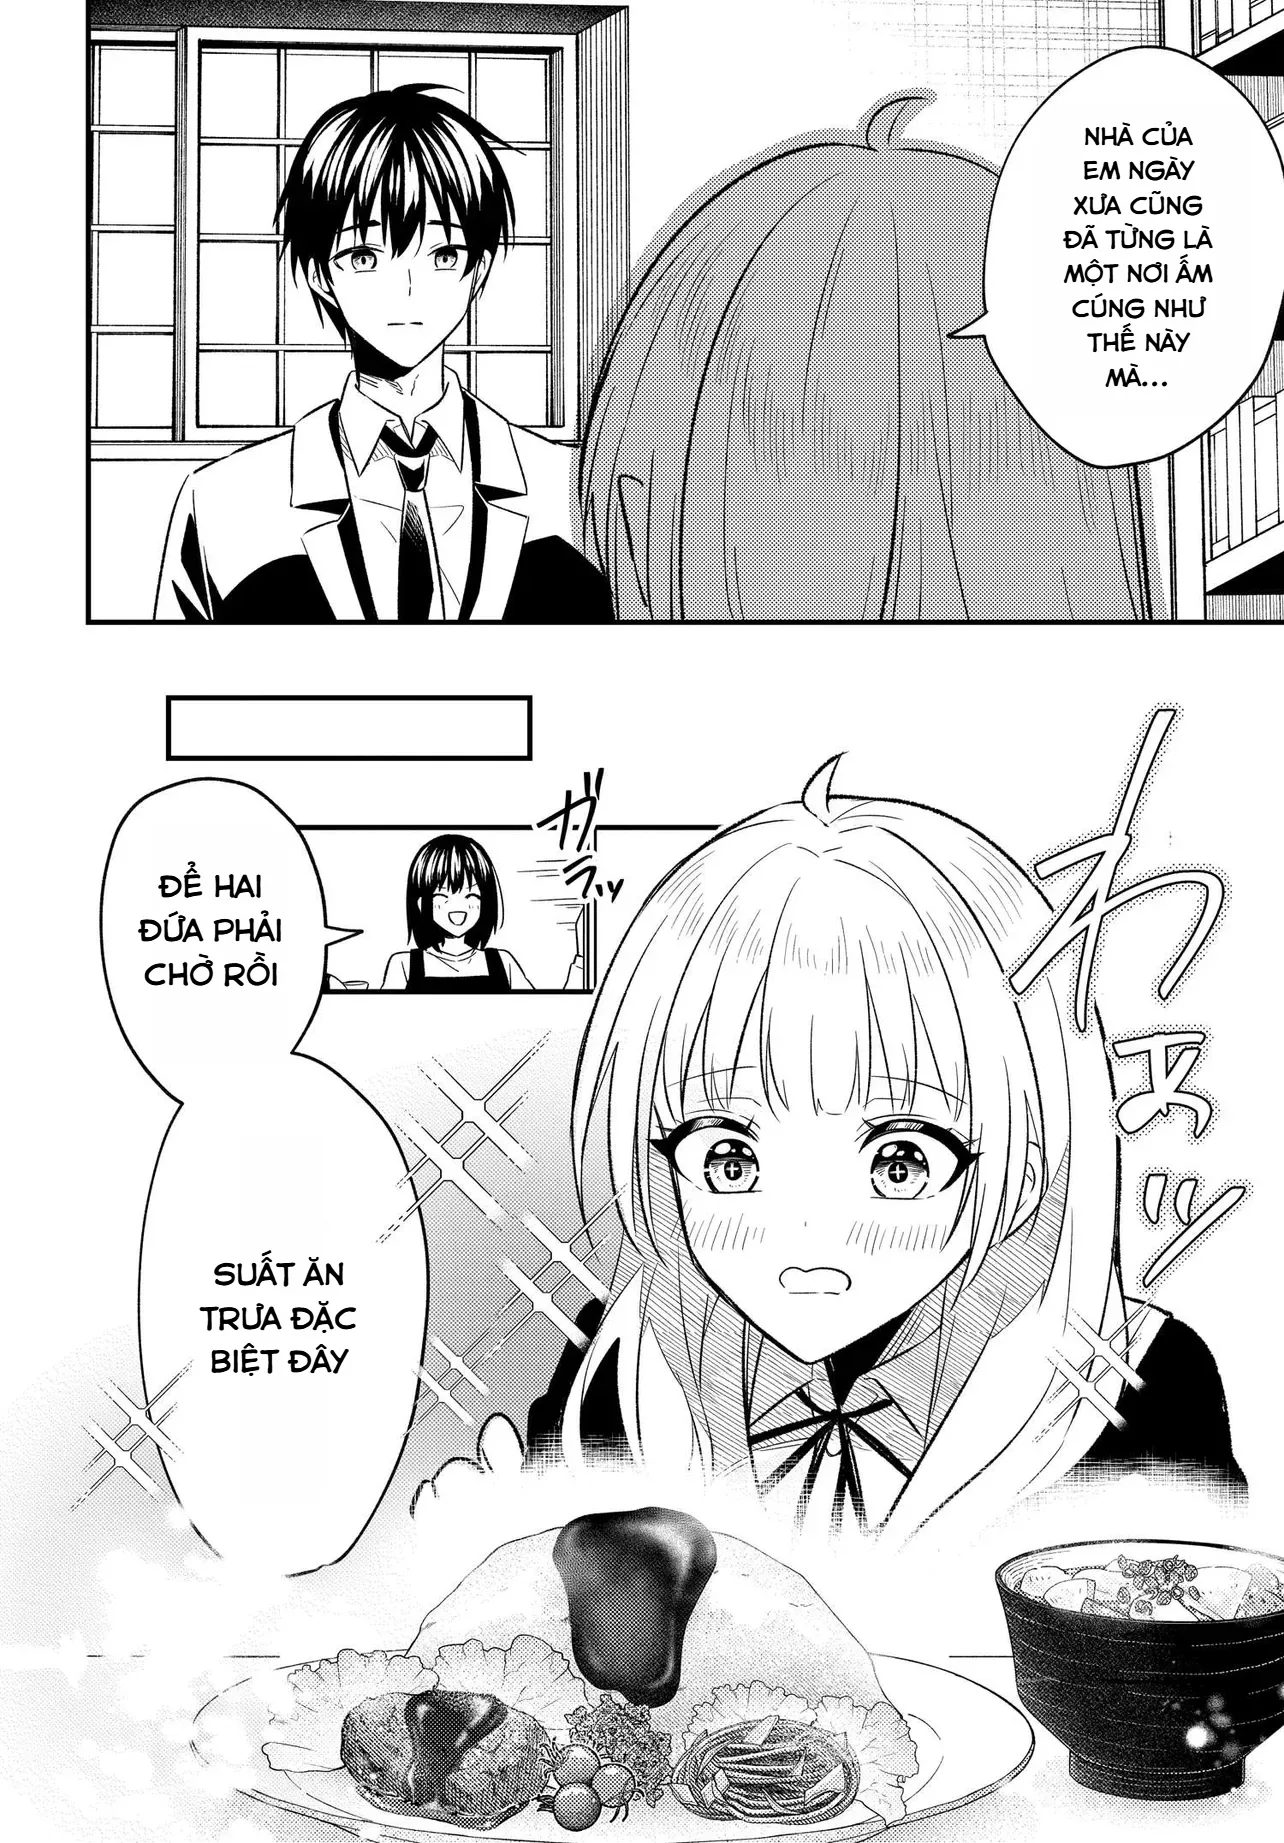 NHÀ CỦA
EM NGÀY
XƯA CŨNG
ĐÃ TỪNG LÀ
MỘT NƠI ẤM
CÚNG NHƯ
THẾ NÀY
MÀ...
ガラッ
ĐỂ HAI
ĐỨA PHẢI
CHỜ RỒI
わぁッ
SUẤT ĂN
TRƯA ĐẶC
BIỆT ĐÂY